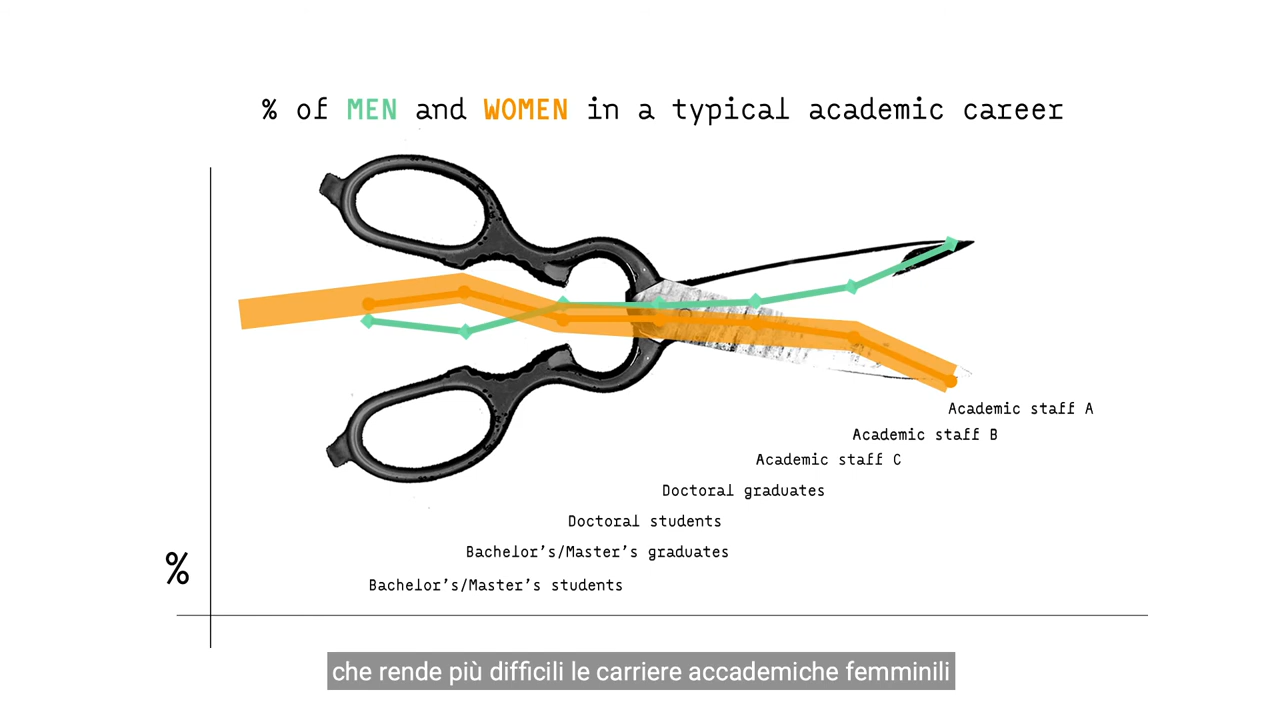 % of MEN and WOMEN in a typical academic career
Academic staff A
Academic staff B
Academic staff C
Doctoral graduates
Doctoral students
Bachelor's/Master's graduates
%
Bachelor's/Master's students
che rende più difficili le carriere accademiche femminili